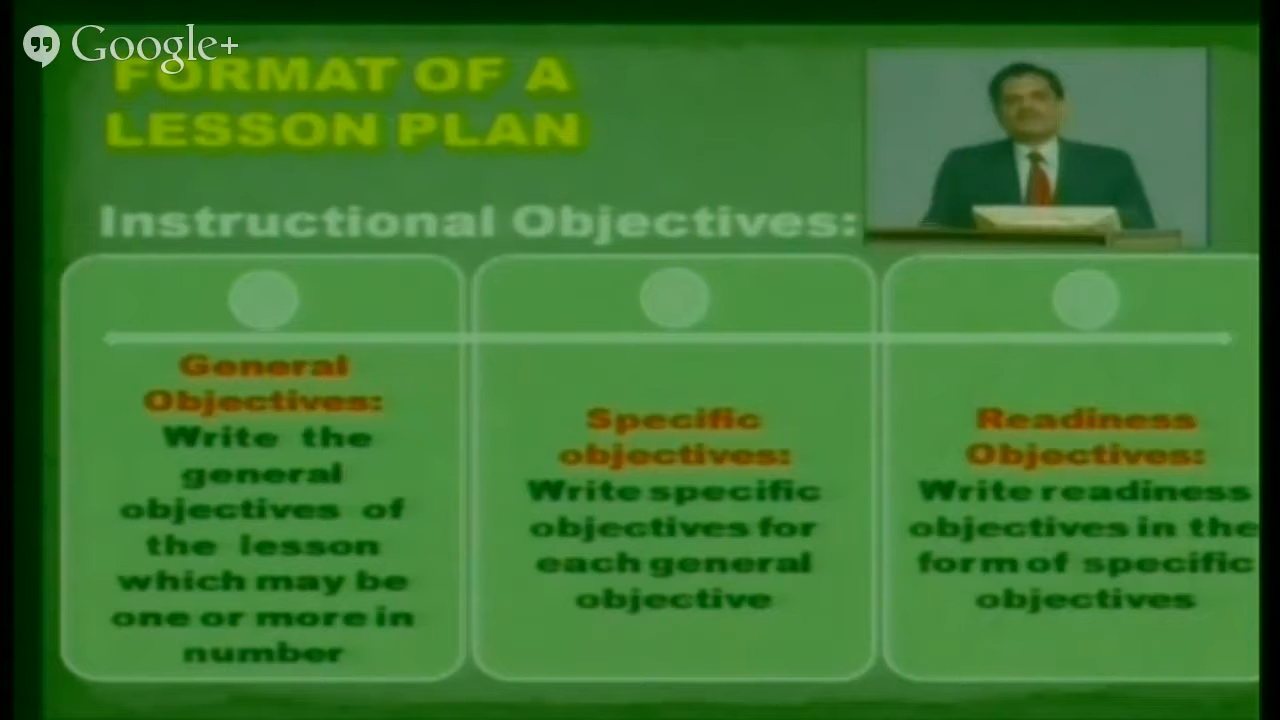 Google+
FORMAT OF A
LESSON PLAN
Instructional Objectives:
General
Objectives:
Write the
general
objectives of
the lesson
which may be
one or more in
number
Specific
objectives:
Write specific
objectives for
each general
objective
Readiness
Objectives:
Write readiness
objectives in the
form of specific
objectives